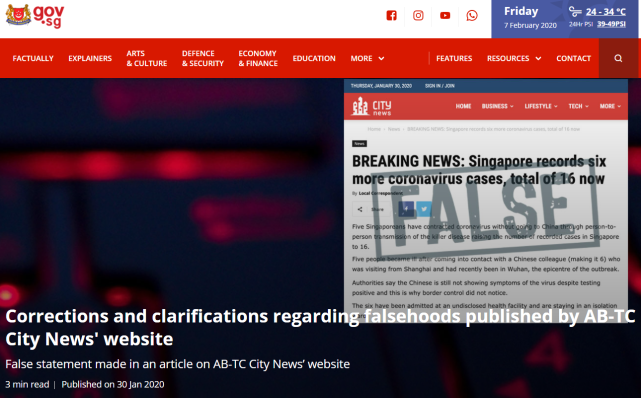 gov
.sg
Friday
7 February 2020
24 - 34 °C
24Hr PSI 39-49PSI
FACTUALLY
EXPLAINERS
ARTS
& CULTURE
DEFENCE
& SECURITY
ECONOMY
& FINANCE
EDUCATION
MORE
FEATURES
RESOURCES
CONTACT
THURSDAY, JANUARY 30, 2020 SIGN IN / JOIN
CITY
news
HOME BUSINESS LIFESTYLE TECH MORE
Home News BREAKING NEWS: Singapore records six more coronavirus cases, total of 16 now
News
BREAKING NEWS: Singapore records six
more coronavirus cases, total of 16 now
By Local Correspondent
Share
FALSE
Five Singaporeans have contracted coronavirus without going to China through person-to-
person transmission of the killer disease raising the number of recorded cases in Singapore
to 16.
Five people became ill after coming into contact with a Chinese colleague (making it 6) who
was visiting from Shanghai and had recently been in Wuhan, the epicentre of the outbreak.
Authorities say the Chinese is still not showing symptoms of the virus despite testing
positive and this is why border control did not notice.
The six have been admitted at an undisclosed health facility and are staying in an isolation
Corrections and clarifications regarding falsehoods published by AB-TC
City News' website
False statement made in an article on AB-TC City News’ website
3 min read | Published on 30 Jan 2020